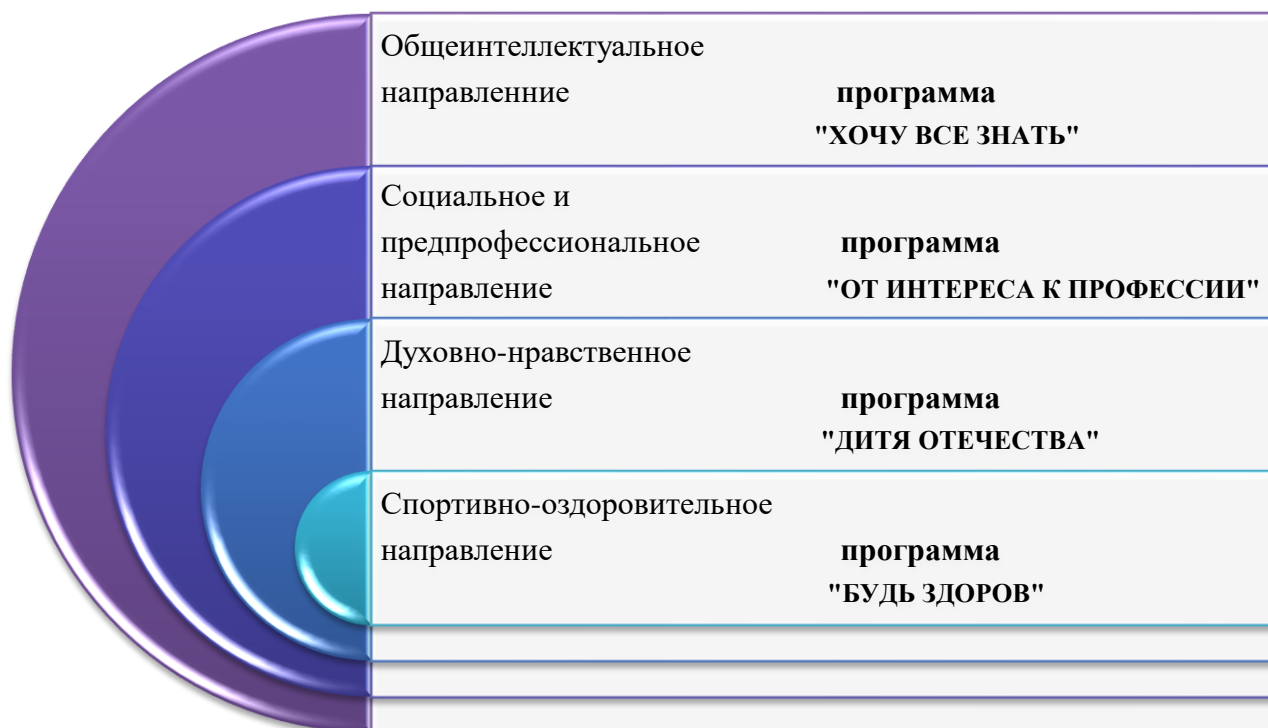 Общеинтеллектуальное
направленние программа
"ХОЧУ ВСЕ ЗНАТЬ"
Социальное и
предпрофессиональное программа
направление "ОТ ИНТЕРЕСА К ПРОФЕССИИ"
Духовно-нравственное
направление программа
"ДИТЯ ОТЕЧЕСТВА"
Спортивно-оздоровительное
направление программа
"БУДЬ ЗДОРОВ"